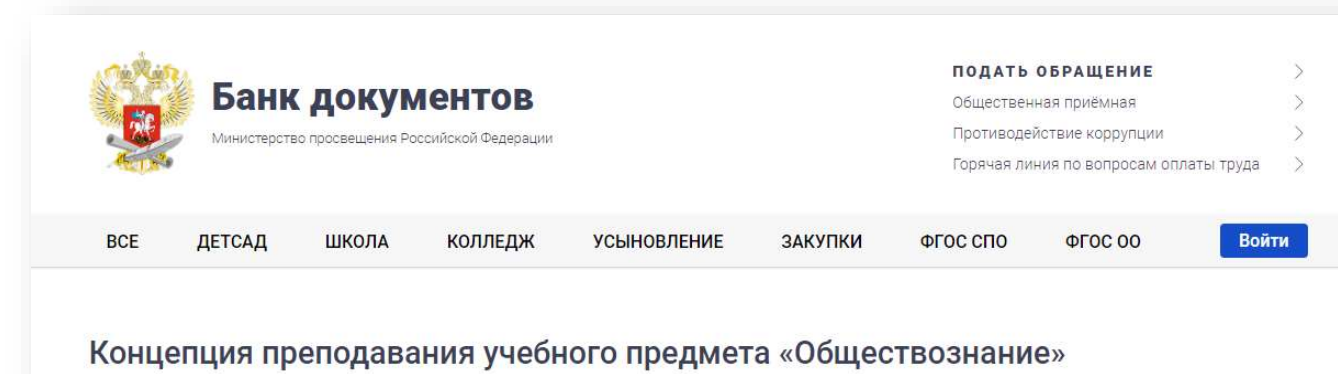 Банк документов
Министерство просвещения Российской Федерации
ПОДАТЬ ОБРАЩЕНИЕ
Общественная приёмная
Противодействие коррупции
Горячая линия по вопросам оплаты труда
ВСЕ ДЕТСАД ШКОЛА КОЛЛЕДЖ УСЫНОВЛЕНИЕ ЗАКУПКИ ФГОС СПО ФГОС ОО Войти
Концепция преподавания учебного предмета «Обществознание»